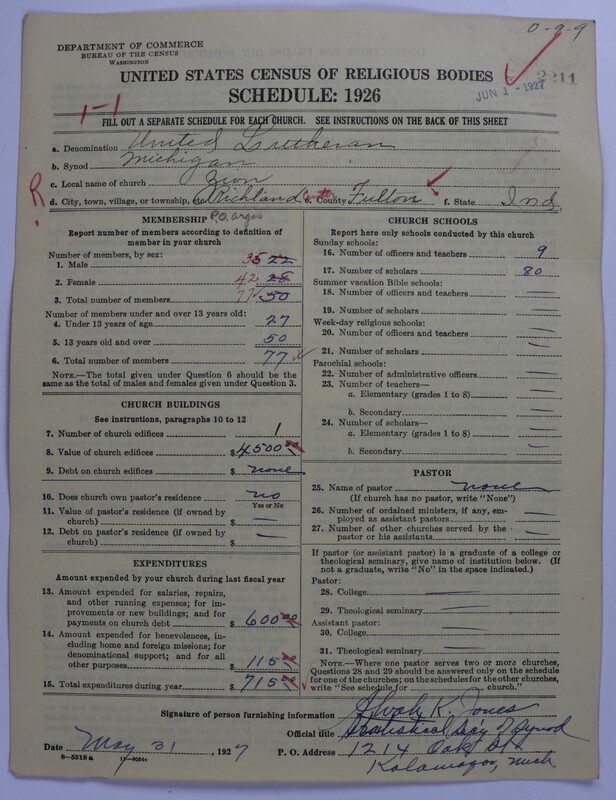 D-9-9
DEPARTMENT OF COMMERCE
BUREAU OF THE CENSUS
WASHINGTON
UNITED STATES CENSUS OF RELIGIOUS BODIES
SCHEDULE: 1926
JUN 1 - 1927
2211
1-1
FILL OUT A SEPARATE SCHEDULE FOR EACH CHURCH. SEE INSTRUCTIONS ON THE BACK OF THIS SHEET
a. Denomination United Lutheran
b. Synod Michigan
c. Local name of church Zion
R
d. City, town, village, or township, etc. Richland Center e. County Fulton f. State Ind.
P.O. Argos
MEMBERSHIP
Report number of members according to definition of
member in your church
Number of members, by sex:
1. Male 35 22
2. Female 42 28
3. Total number of members 77 50
Number of members under and over 13 years old:
4. Under 13 years of age 27
5. 13 years old and over 50
6. Total number of members 77
NOTE.—The total given under Question 6 should be the
same as the total of males and females given under Question 3.
CHURCH BUILDINGS
See instructions, paragraphs 10 to 12
7. Number of church edifices 1
8. Value of church edifices $4500.00
9. Debt on church edifices $ none
10. Does church own pastor's residence no
Yes or No
11. Value of pastor's residence (if owned by
church) $ —
12. Debt on pastor's residence (if owned by
church) $ —
EXPENDITURES
Amount expended by your church during last fiscal year
13. Amount expended for salaries, repairs,
and other running expenses; for im-
provements or new buildings; and for
payments on church debt $ 600.00
14. Amount expended for benevolences, in-
cluding home and foreign missions; for
denominational support; and for all
other purposes $ 115.00
15. Total expenditures during year $ 715.00
CHURCH SCHOOLS
Report here only schools conducted by this church
Sunday schools:
16. Number of officers and teachers 9
17. Number of scholars 80
Summer vacation Bible schools:
18. Number of officers and teachers —
19. Number of scholars —
Week-day religious schools:
20. Number of officers and teachers —
21. Number of scholars —
Parochial schools:
22. Number of administrative officers —
23. Number of teachers—
a. Elementary (grades 1 to 8) —
b. Secondary —
24. Number of scholars—
a. Elementary (grades 1 to 8) —
b. Secondary —
PASTOR
25. Name of pastor none
(If church has no pastor, write "None")
26. Number of ordained ministers, if any, em-
ployed as assistant pastors —
27. Number of other churches served by the
pastor or his assistants —
If pastor (or assistant pastor) is a graduate of a college or
theological seminary, give name of institution below. (If
not a graduate, write "No" in the space indicated.)
Pastor:
28. College —
29. Theological seminary —
Assistant pastor:
30. College —
31. Theological seminary —
NOTE.—Where one pastor serves two or more churches,
Questions 28 and 29 should be answered only on the schedule
for one of the churches; on the schedules for the other churches,
write "See schedule for church."
Signature of person furnishing information Alvah K. Jones
Official title Statistical Sec'y of Synod
Date May 31, 1927 P. O. Address 1214 Oak St
Kalamazoo, Mich
8-5519a